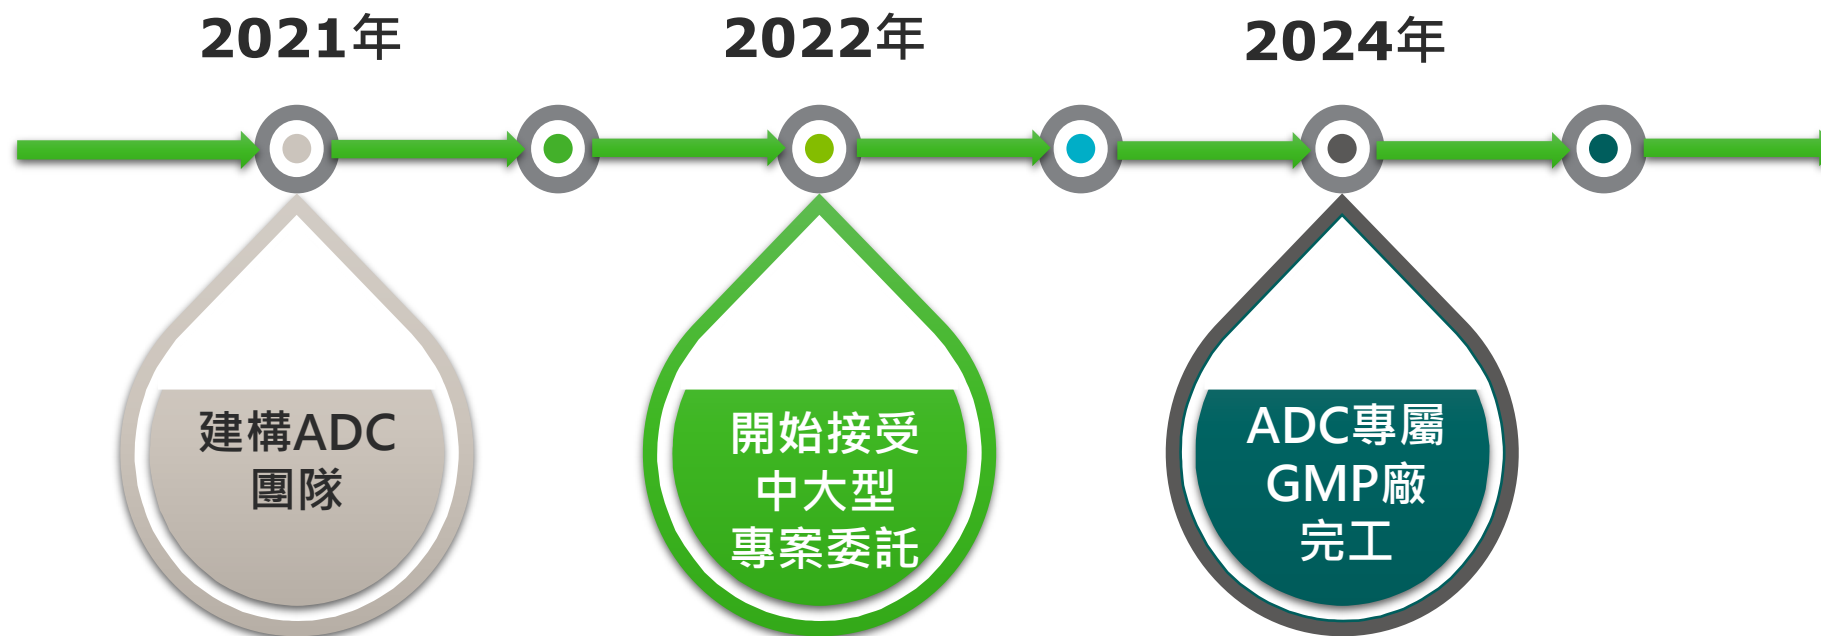 2021年
2022年
2024年
建構ADC
團隊
開始接受
中大型
專案委託
ADC專屬
GMP廠
完工